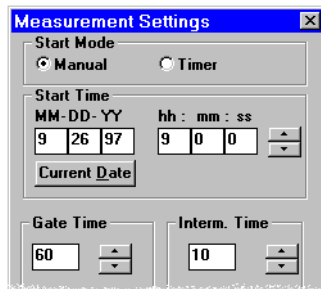 Measurement Settings
Start Mode
Manual Timer
Start Time
MM-DD-YY hh: mm: ss
9 26 97 9 0 0
Current Date
Gate Time Interm. Time
60 10